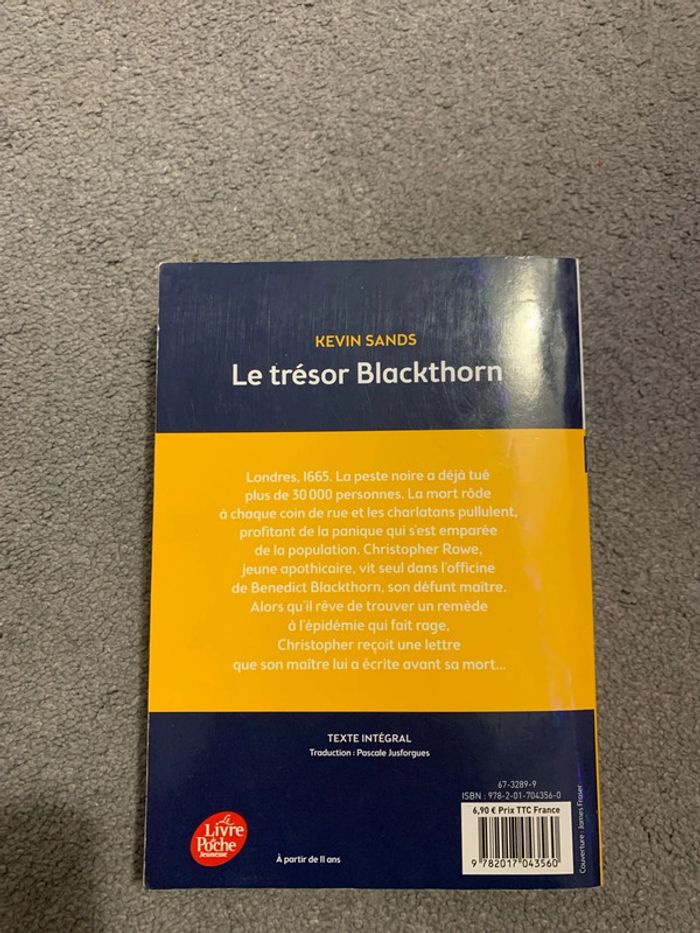 KEVIN SANDS
Le trésor Blackthorn
Londres, 1665. La peste noire a déjà tué
plus de 30 000 personnes. La mort rôde
à chaque coin de rue et les charlatans pullulent,
profitant de la panique qui s'est emparée
de la population. Christopher Rowe,
jeune apothicaire, vit seul dans l'officine
de Benedict Blackthorn, son défunt maître.
Alors qu'il rêve de trouver un remède
à l'épidémie qui fait rage,
Christopher reçoit une lettre
que son maître lui a écrite avant sa mort...
TEXTE INTÉGRAL
Traduction : Pascale Jusforgues
67-3289-9
ISBN : 978-2-01-704356-0
6,90 € Prix TTC France
9 782017 043560
Couverture : James Fraser
Le
Livre
de
Poche
Jeunesse
À partir de 11 ans